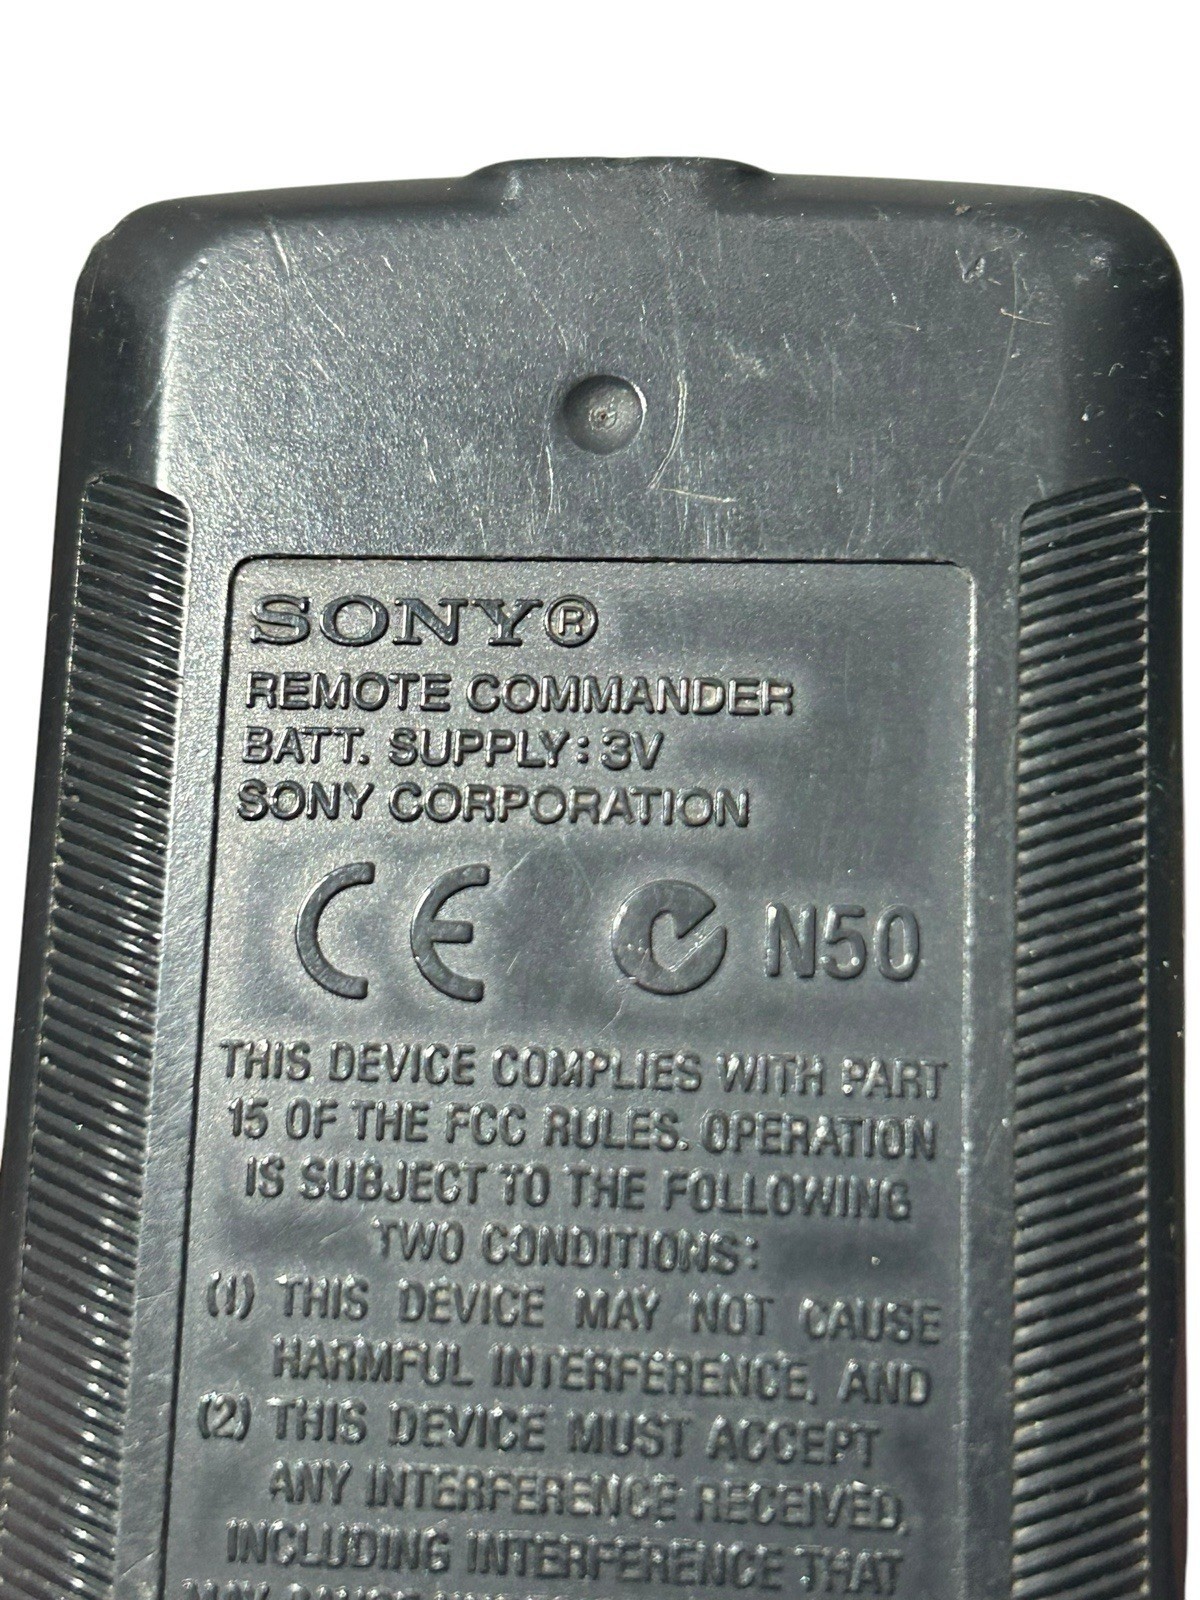 SONY®
REMOTE COMMANDER
BATT. SUPPLY: 3V
SONY CORPORATION
CE N50
THIS DEVICE COMPLIES WITH PART
15 OF THE FCC RULES. OPERATION
IS SUBJECT TO THE FOLLOWING
TWO CONDITIONS:
(1) THIS DEVICE MAY NOT CAUSE
HARMFUL INTERFERENCE, AND
(2) THIS DEVICE MUST ACCEPT
ANY INTERFERENCE RECEIVED,
INCLUDING INTERFERENCE THAT